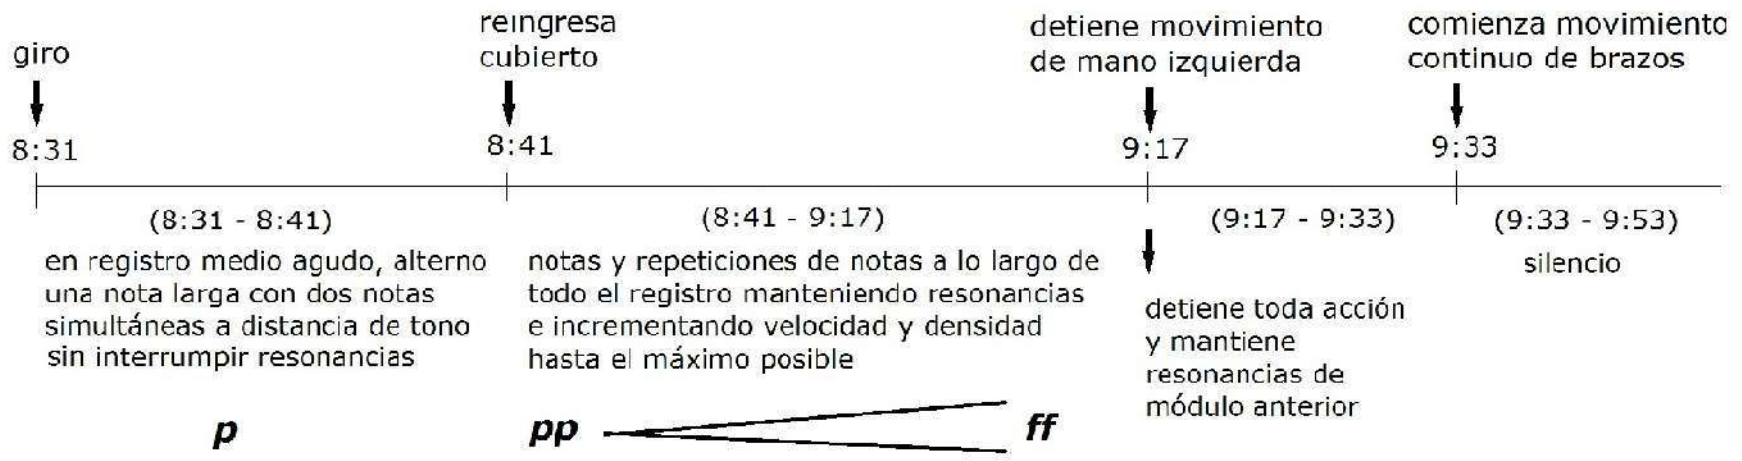 giro
reingresa
cubierto
detiene movimiento
de mano izquierda
comienza movimiento
continuo de brazos
8:31
8:41
9:17
9:33
(8:31 - 8:41)
en registro medio agudo, alterno
una nota larga con dos notas
simultáneas a distancia de tono
sin interrumpir resonancias
p
(8:41 - 9:17)
notas y repeticiones de notas a lo largo de
todo el registro manteniendo resonancias
e incrementando velocidad y densidad
hasta el máximo posible
pp
ff
(9:17 - 9:33)
detiene toda acción
y mantiene
resonancias de
módulo anterior
(9:33 - 9:53)
silencio